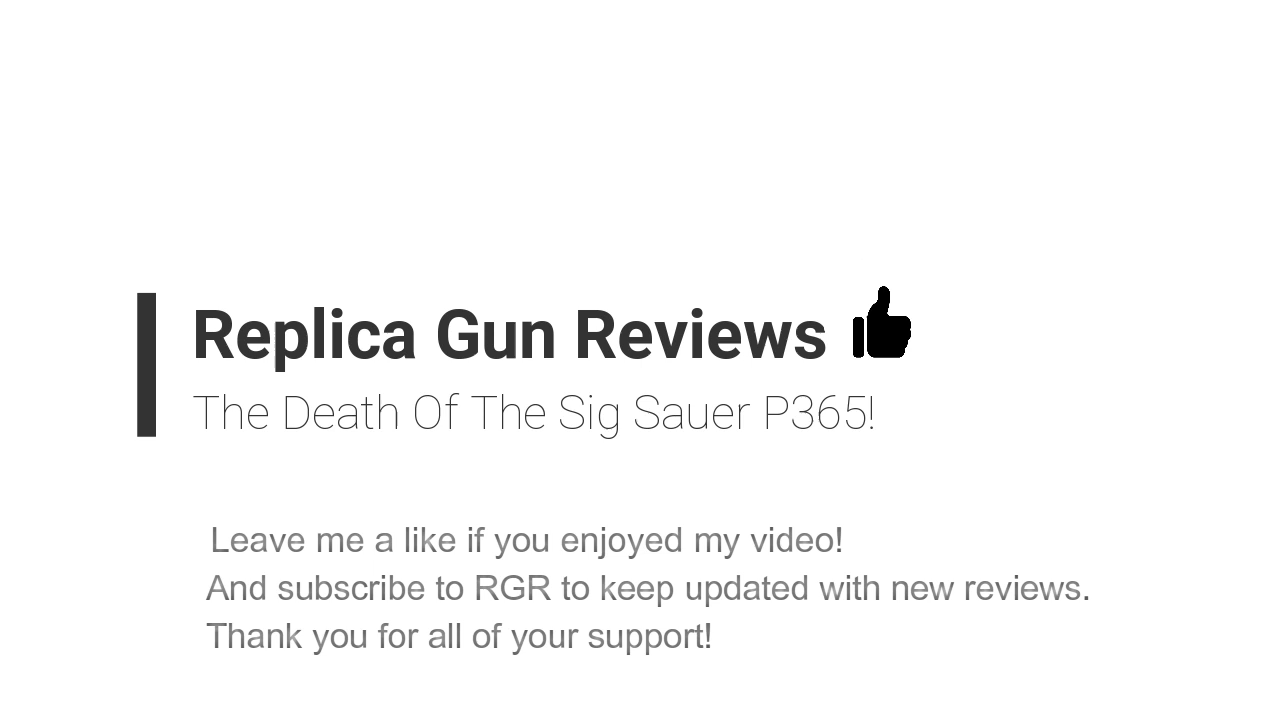 Replica Gun Reviews
The Death Of The Sig Sauer P365!
Leave me a like if you enjoyed my video!
And subscribe to RGR to keep updated with new reviews.
Thank you for all of your support!